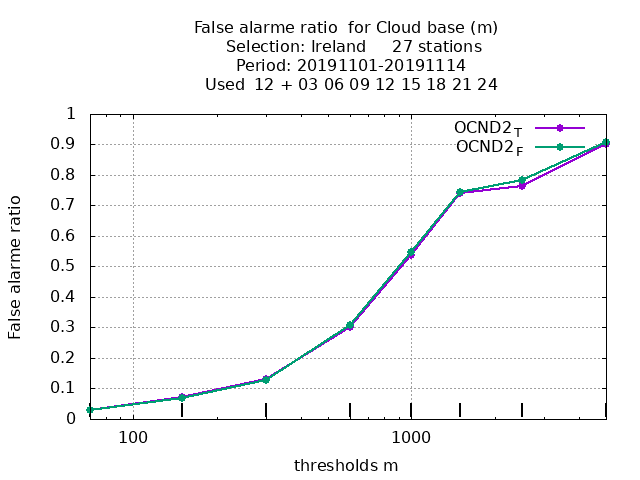 False alarme ratio  for Cloud base (m)
Selection: Ireland     27 stations
Period: 20191101-20191114
Used  12 + 03 06 09 12 15 18 21 24
OCND2T
OCND2F
1
0.9
0.8
0.7
0.6
0.5
0.4
0.3
0.2
0.1
0
False alarme ratio
100 1000
thresholds m